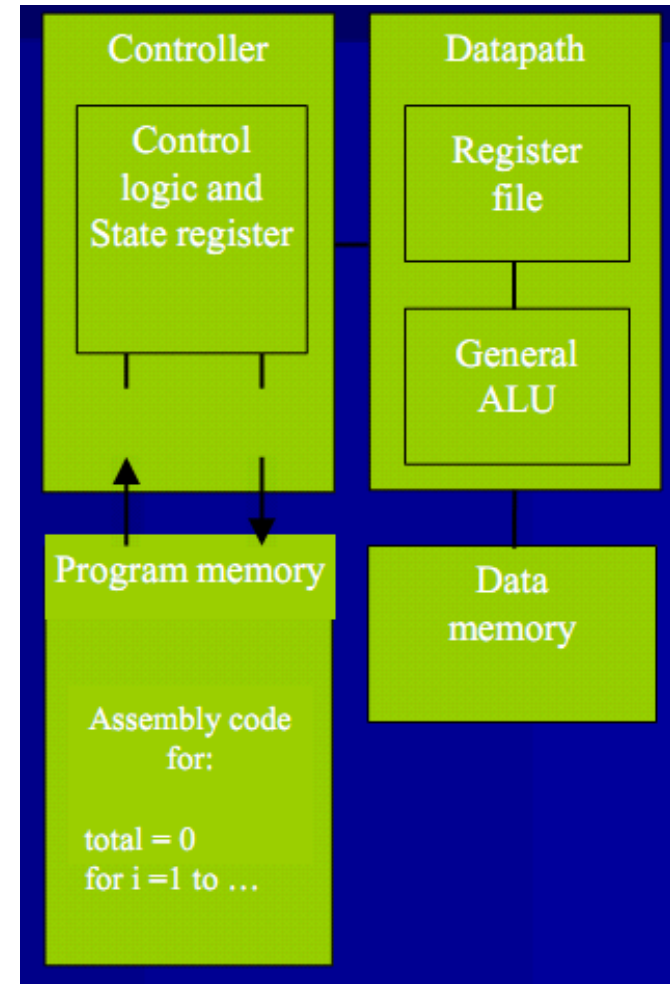 Controller
Control
logic and
State register
Datapath
Register
file
General
ALU
Program memory
Assembly code
for:
total = 0
for i =1 to …
Data
memory